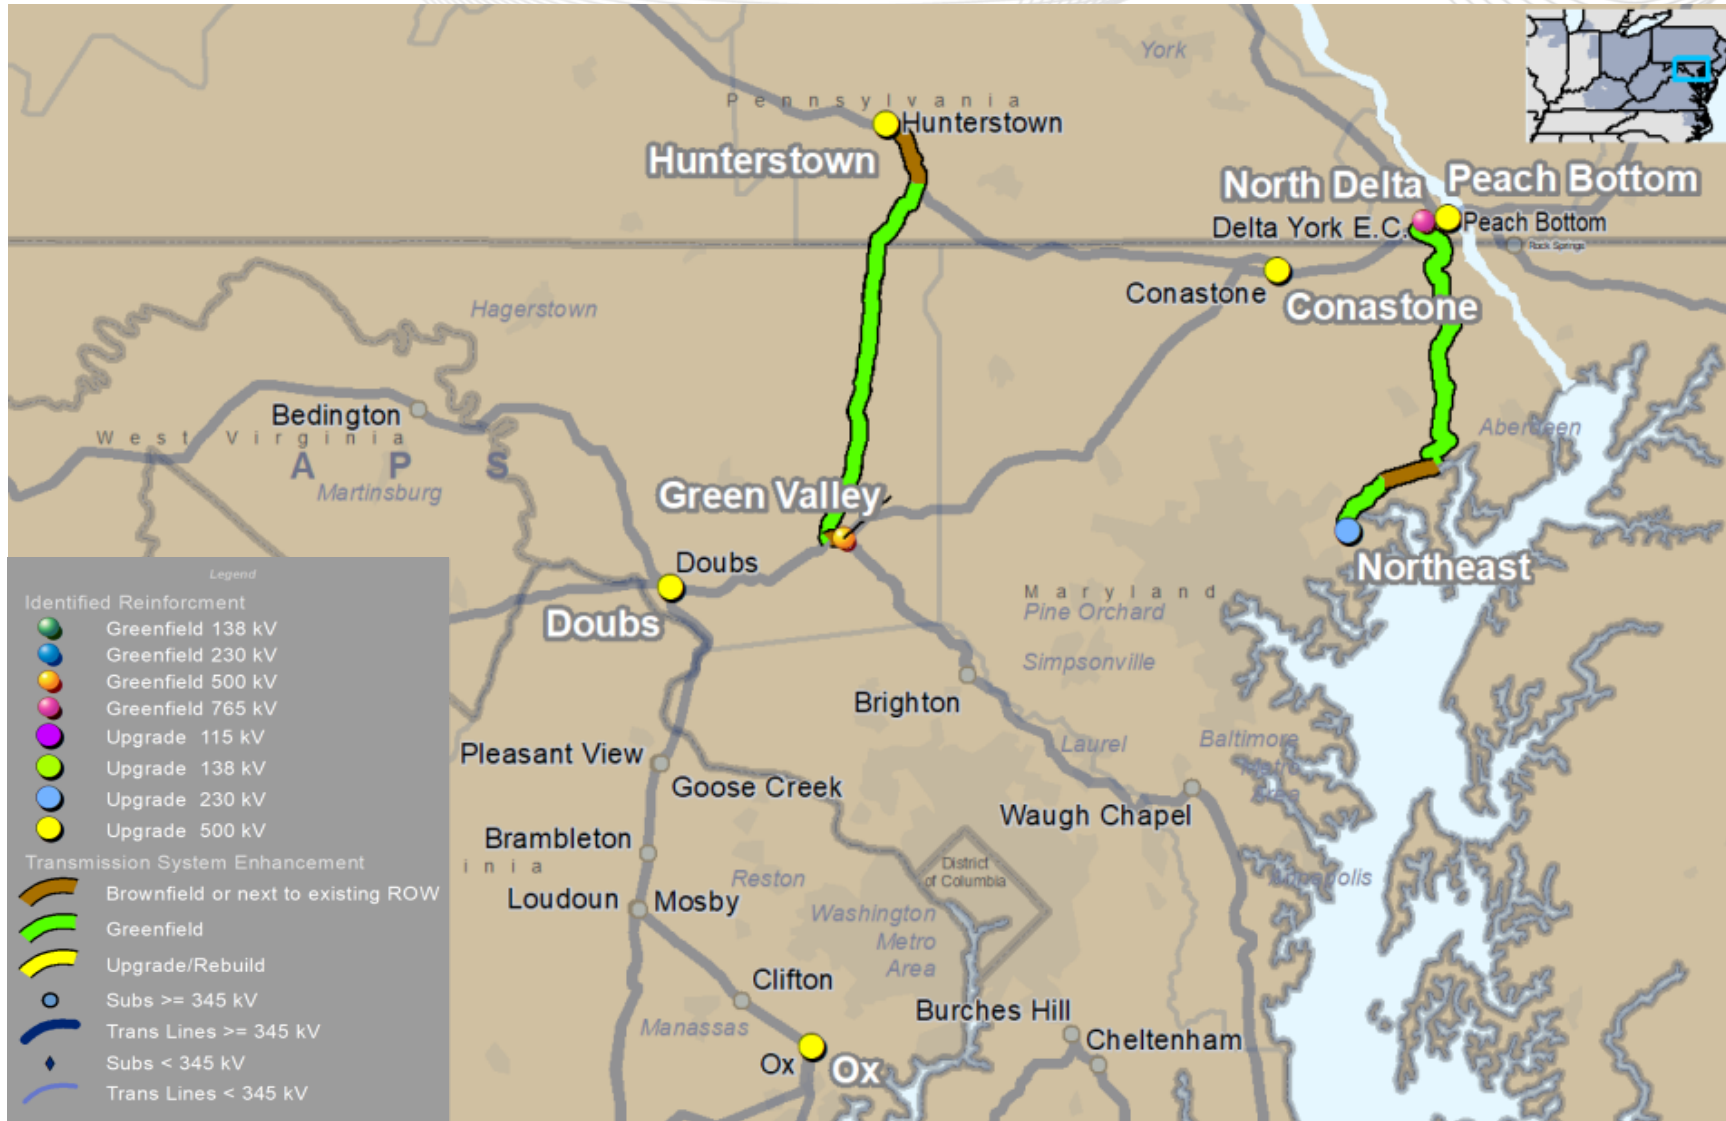 York
Pennsylvania
Hunterstown
Hunterstown
North Delta
Peach Bottom
Delta York E.C.
Peach Bottom
Rock Springs
Conastone
Conastone
Hagerstown
Bedington
West Virginia
APS
Martinsburg
Aberdeen
Green Valley
Doubs
Doubs
Northeast
Maryland
Pine Orchard
Simpsonville
Brighton
Laurel
Baltimore
Metro
Area
Pleasant View
Goose Creek
Waugh Chapel
Brambleton
inia
District
of Columbia
Reston
Annapolis
Loudoun
Mosby
Washington
Metro
Area
Clifton
Manassas
Burches Hill
Cheltenham
Ox
Ox
Legend
Identified Reinforcment
Greenfield 138 kV
Greenfield 230 kV
Greenfield 500 kV
Greenfield 765 kV
Upgrade 115 kV
Upgrade 138 kV
Upgrade 230 kV
Upgrade 500 kV
Transmission System Enhancement
Brownfield or next to existing ROW
Greenfield
Upgrade/Rebuild
Subs >= 345 kV
Trans Lines >= 345 kV
Subs < 345 kV
Trans Lines < 345 kV